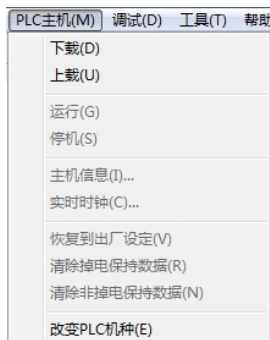 PLC主机(M) 调试(D) 工具(T) 帮助
下载(D)
上载(U)
运行(G)
停机(S)
主机信息(I)...
实时时钟(C)...
恢复到出厂设定(V)
清除掉电保持数据(R)
清除非掉电保持数据(N)
改变PLC机种(E)